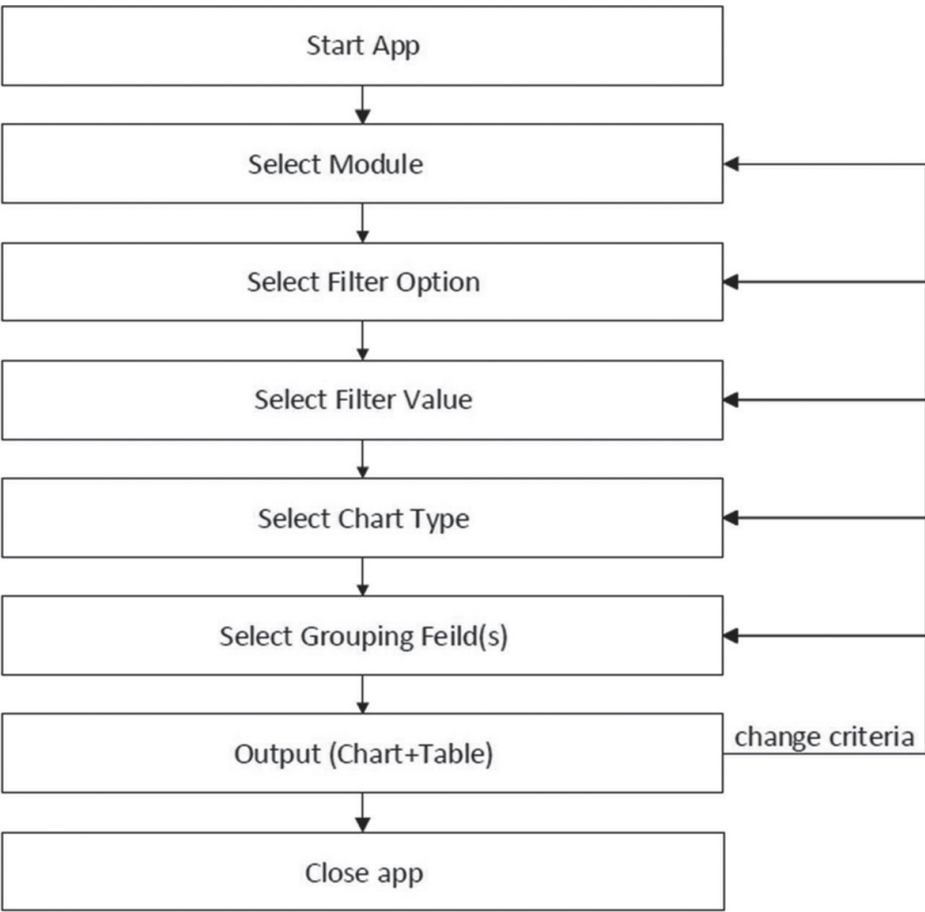 Start App
Select Module
Select Filter Option
Select Filter Value
Select Chart Type
Select Grouping Feild(s)
Output (Chart+Table)
change criteria
Close app